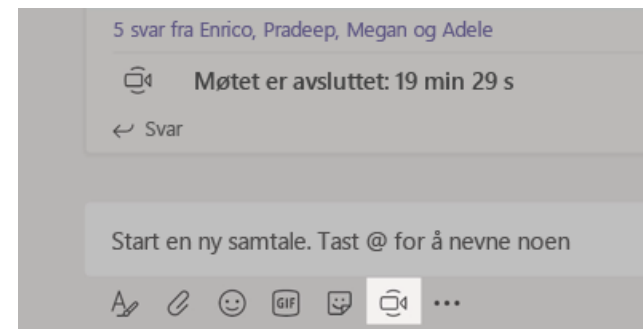 5 svar fra Enrico, Pradeep, Megan og Adele
Møtet er avsluttet: 19 min 29 s
Svar
Start en ny samtale. Tast @ for å nevne noen
GIF